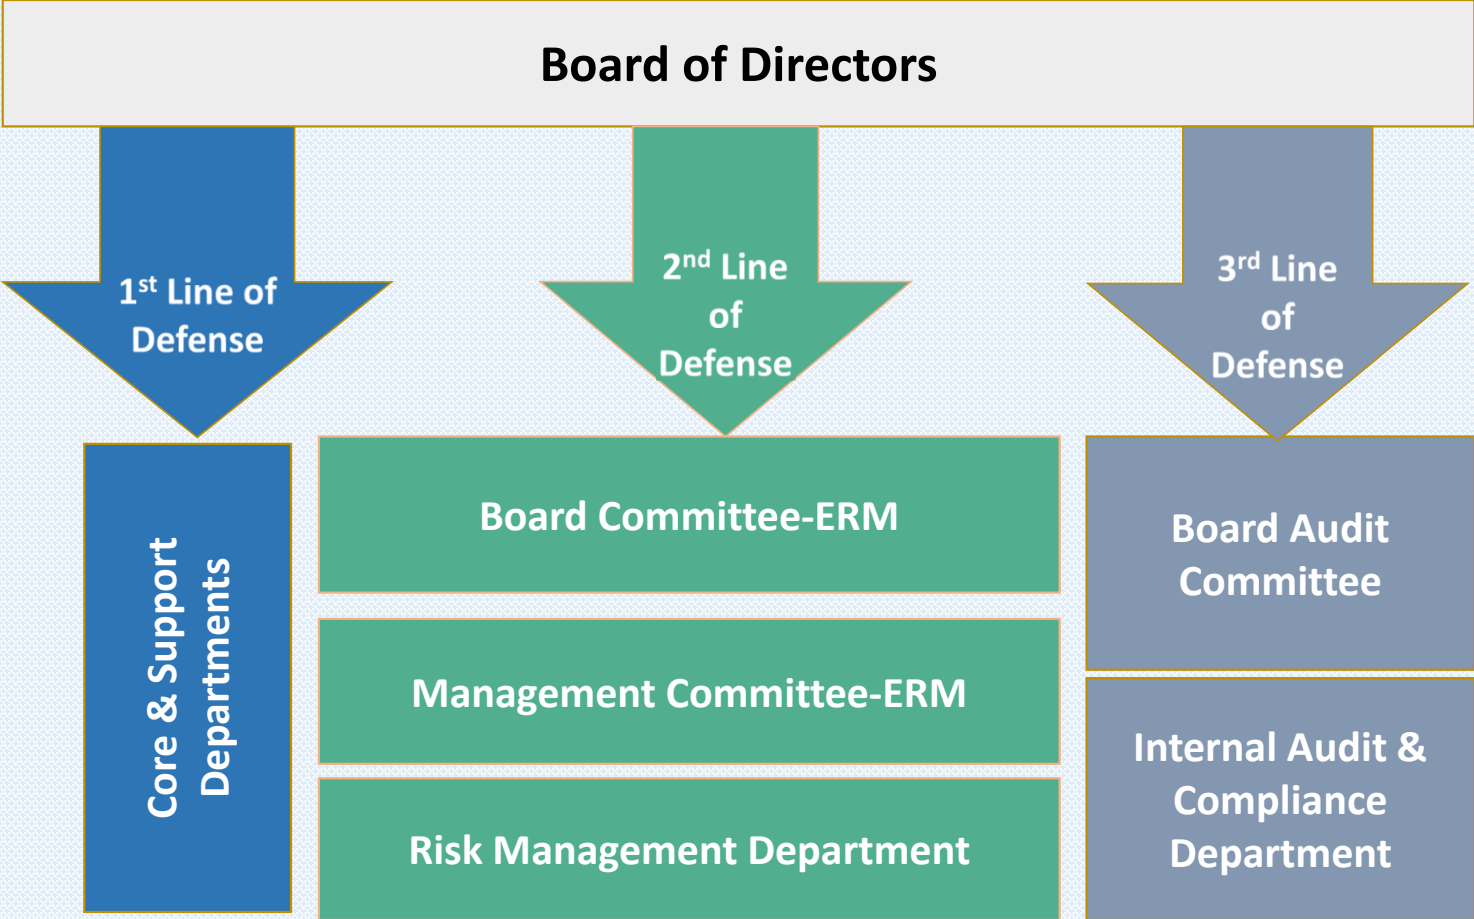 Board of Directors
1st Line of
Defense
2nd Line
of
Defense
3rd Line
of
Defense
Core & Support
Departments
Board Committee-ERM
Management Committee-ERM
Risk Management Department
Board Audit
Committee
Internal Audit &
Compliance
Department